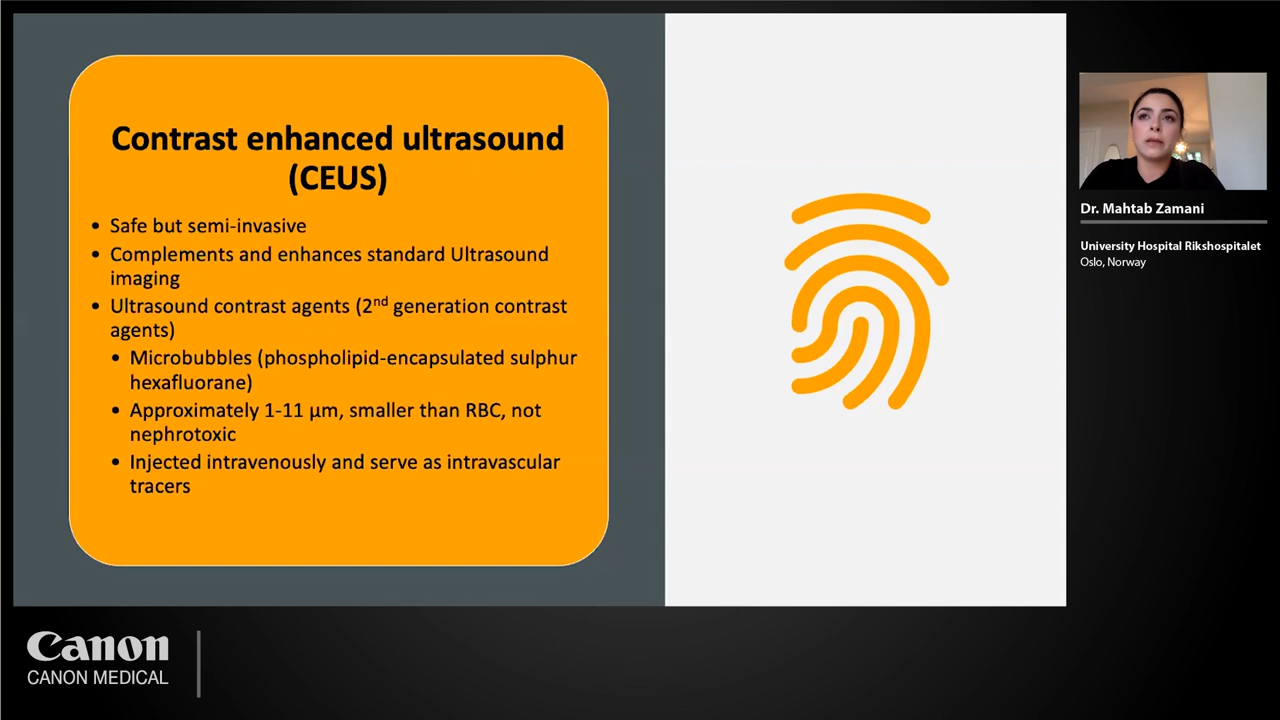 Contrast enhanced ultrasound
(CEUS)
• Safe but semi-invasive
• Complements and enhances standard Ultrasound
imaging
• Ultrasound contrast agents (2nd generation contrast
agents)
• Microbubbles (phospholipid-encapsulated sulphur
hexafluorane)
• Approximately 1-11 µm, smaller than RBC, not
nephrotoxic
• Injected intravenously and serve as intravascular
tracers
Dr. Mahtab Zamani
University Hospital Rikshospitalet
Oslo, Norway
Canon
CANON MEDICAL